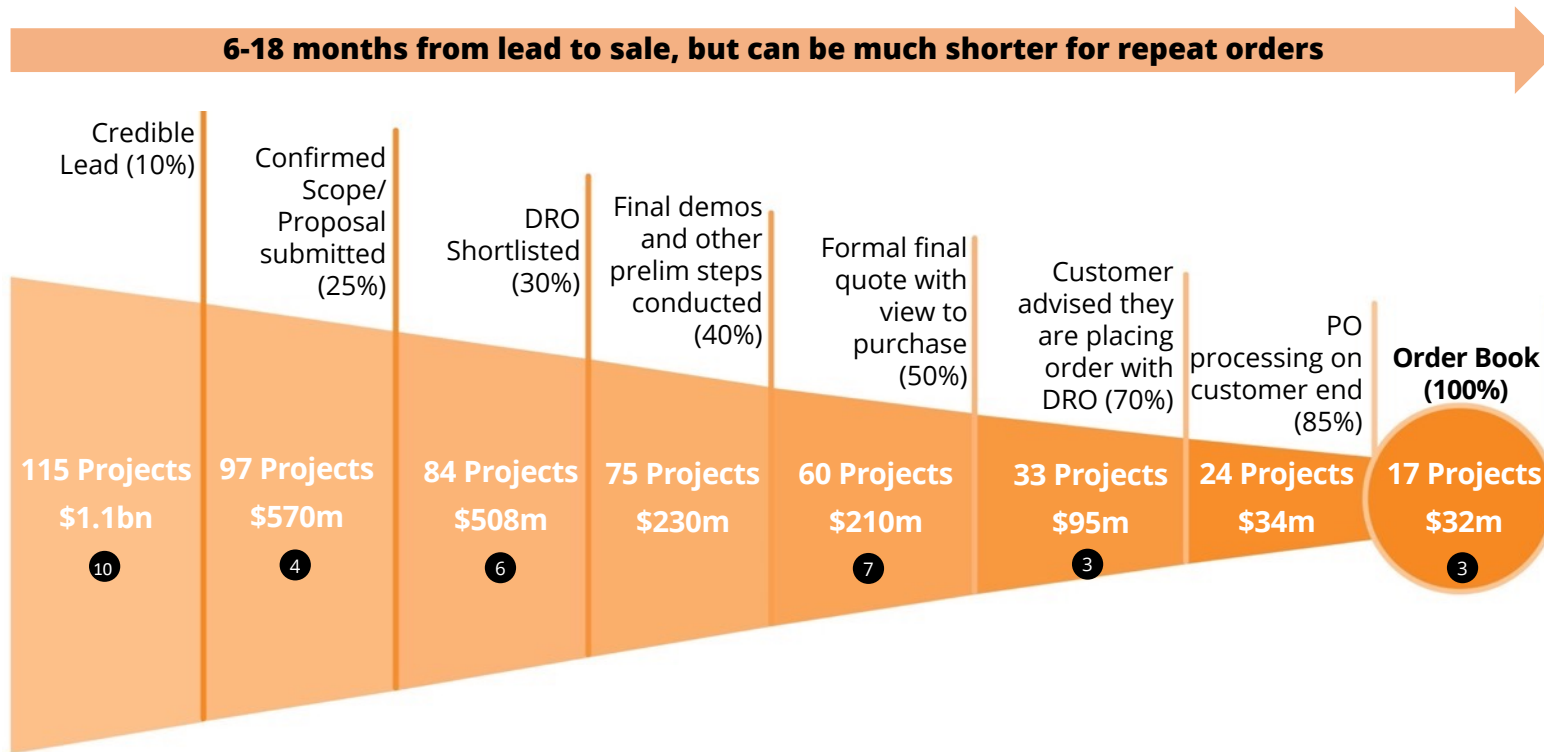 6-18 months from lead to sale, but can be much shorter for repeat orders
Credible
Lead (10%)
Confirmed
Scope/
Proposal
submitted
(25%)
DRO
Shortlisted
(30%)
Final demos
and other
prelim steps
conducted
(40%)
Formal final
quote with
view to
purchase
(50%)
Customer
advised they
are placing
order with
DRO (70%)
PO
processing on
customer end
(85%)
Order Book
(100%)
115 Projects
$1.1bn
10
97 Projects
$570m
4
84 Projects
$508m
6
75 Projects
$230m
60 Projects
$210m
7
33 Projects
$95m
3
24 Projects
$34m
17 Projects
$32m
3